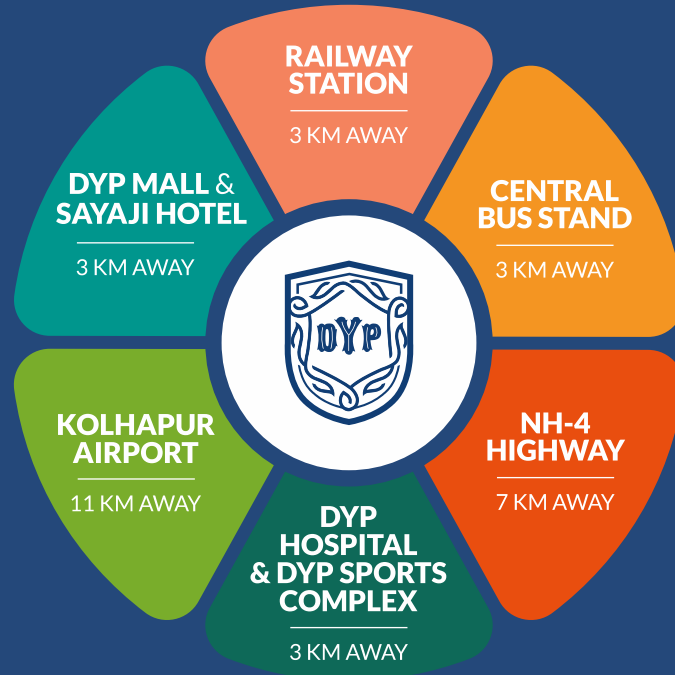 RAILWAY
STATION
3 KM AWAY
DYP MALL &
SAYAJI HOTEL
3 KM AWAY
CENTRAL
BUS STAND
3 KM AWAY
DYP
KOLHAPUR
AIRPORT
11 KM AWAY
NH-4
HIGHWAY
7 KM AWAY
DYP
HOSPITAL
& DYP SPORTS
COMPLEX
3 KM AWAY